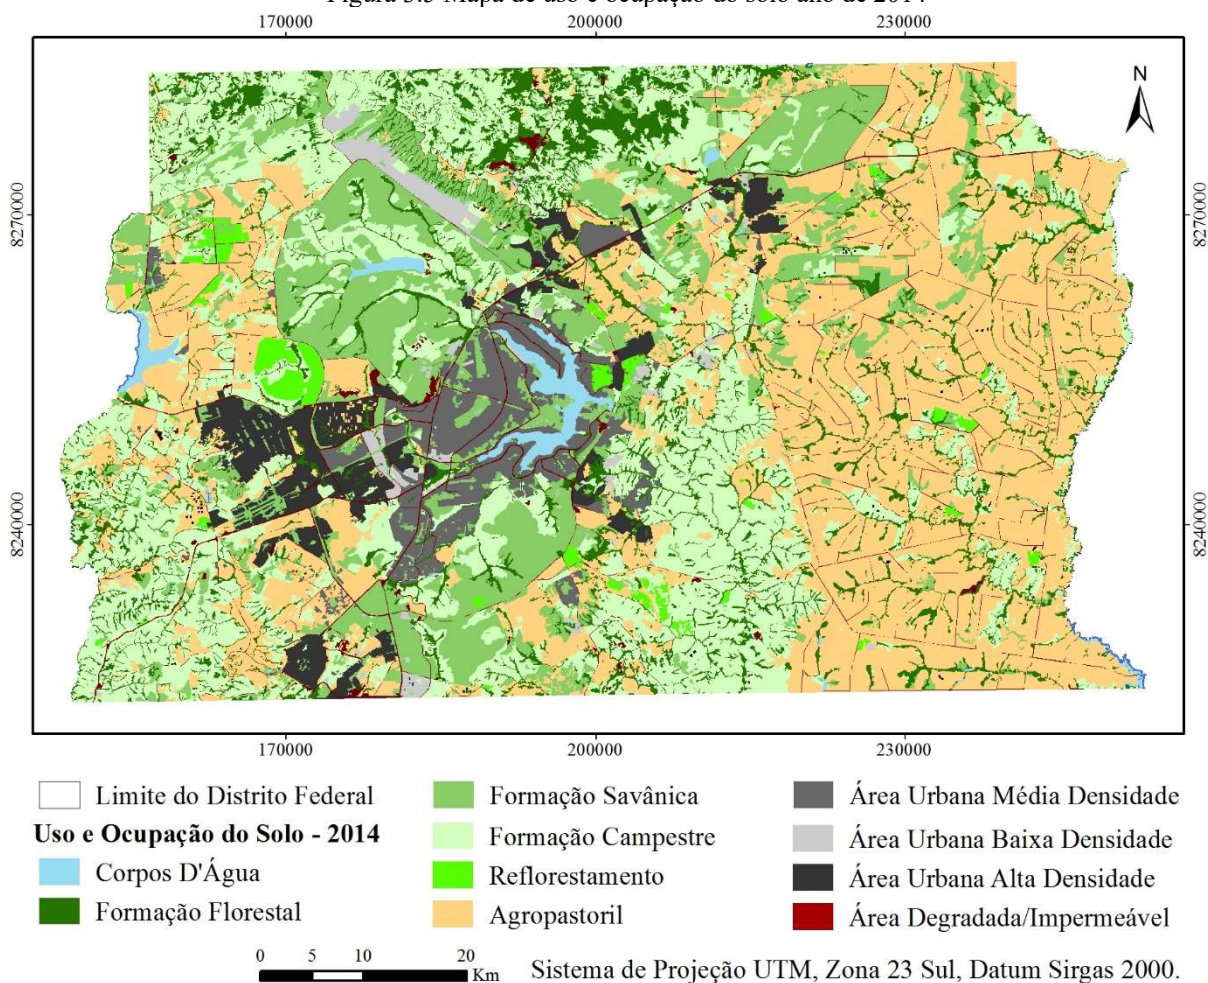 Figura 5.5 Mapa de uso e ocupação do solo ano de 2014
170000 200000 230000
N
8270000 8270000
8240000 8240000
170000 200000 230000
Limite do Distrito Federal
Uso e Ocupação do Solo - 2014
Corpos D'Água
Formação Florestal
Formação Savânica
Formação Campestre
Reflorestamento
Agropastoril
Área Urbana Média Densidade
Área Urbana Baixa Densidade
Área Urbana Alta Densidade
Área Degradada/Impermeável
0 5 10 20
Km
Sistema de Projeção UTM, Zona 23 Sul, Datum Sirgas 2000.